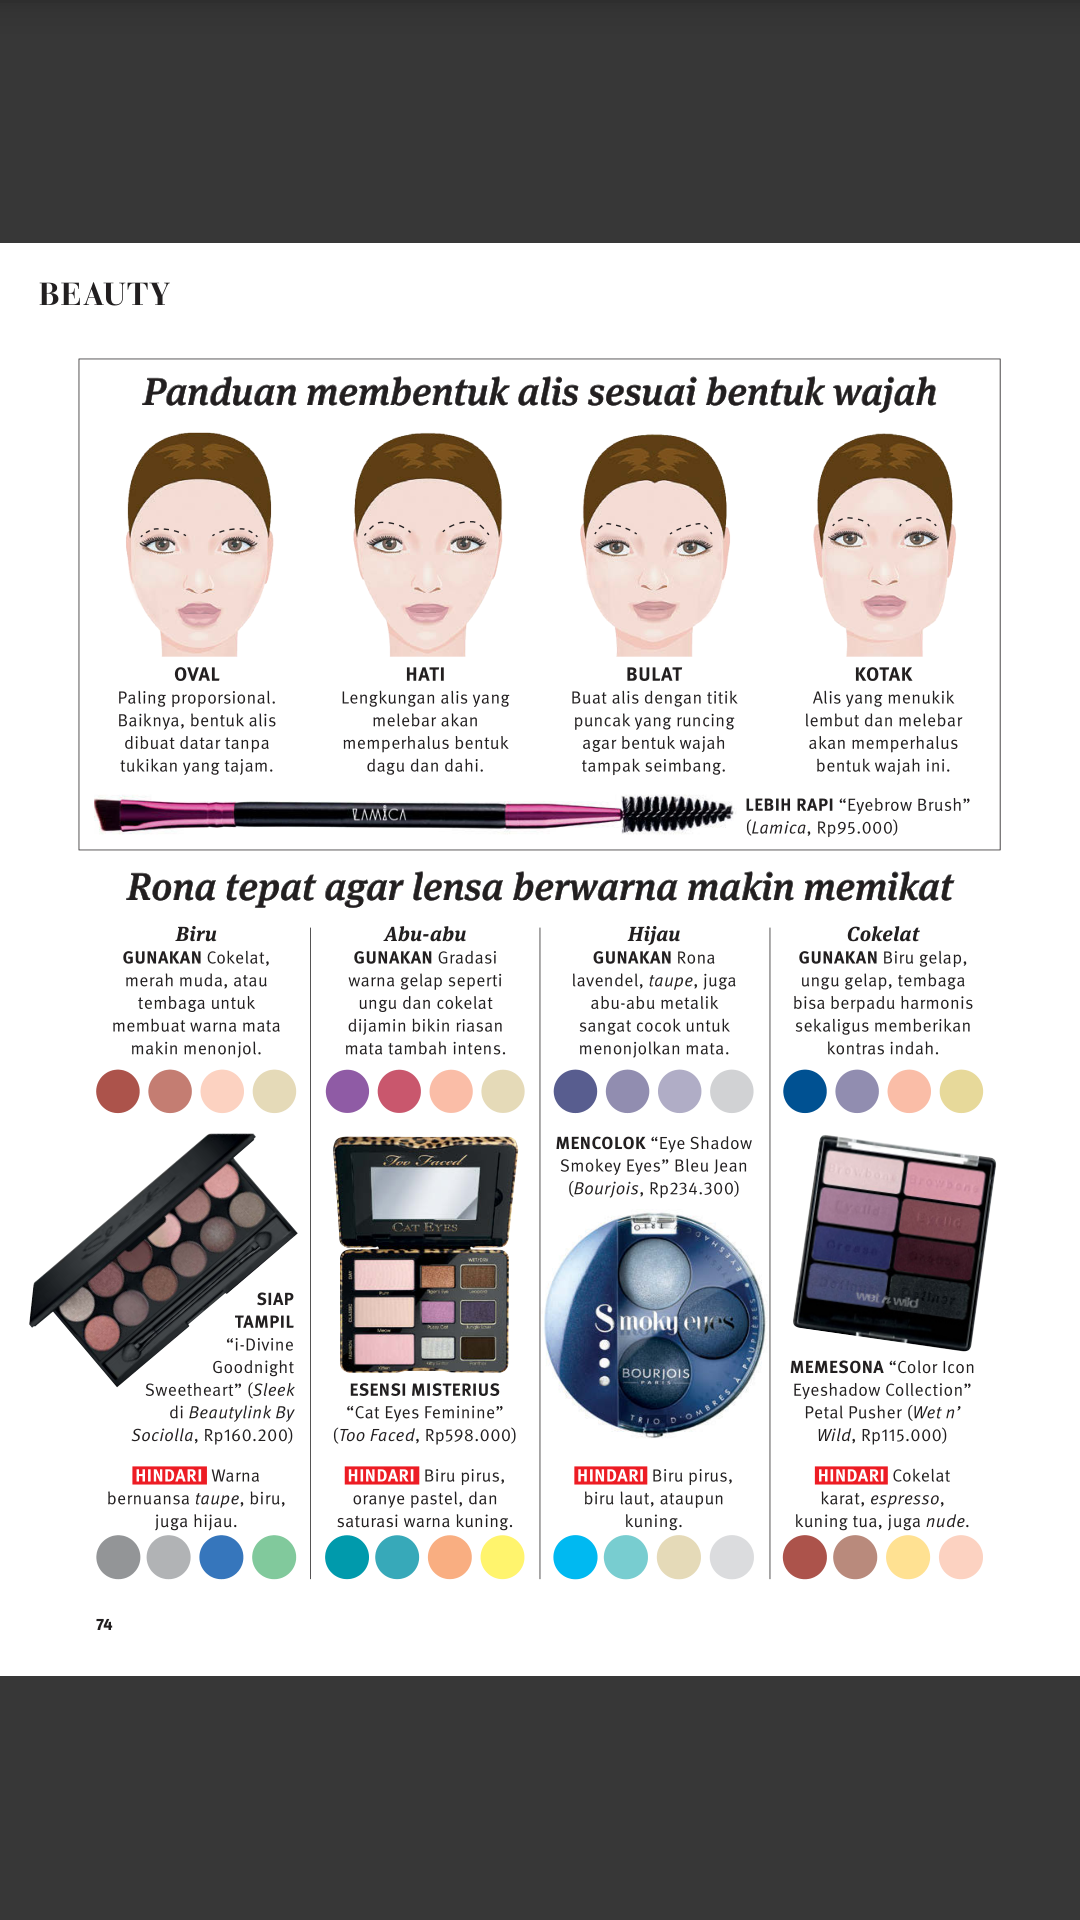 BEAUTY
Panduan membentuk alis sesuai bentuk wajah
OVAL
Paling proporsional.
Baiknya, bentuk alis
dibuat datar tanpa
tukikan yang tajam.
HATI
Lengkungan alis yang
melebar akan
memperhalus bentuk
dagu dan dahi.
BULAT
Buat alis dengan titik
puncak yang runcing
agar bentuk wajah
tampak seimbang.
KOTAK
Alis yang menukik
lembut dan melebar
akan memperhalus
bentuk wajah ini.
LAMICA
LEBIH RAPI “Eyebrow Brush”
(Lamica, Rp95.000)
Rona tepat agar lensa berwarna makin memikat
Biru
GUNAKAN Cokelat,
merah muda, atau
tembaga untuk
membuat warna mata
makin menonjol.
SIAP
TAMPIL
“i-Divine
Goodnight
Sweetheart” (Sleek
di Beautylink By
Sociolla, Rp160.200)
HINDARI Warna
bernuansa taupe, biru,
juga hijau.
Abu-abu
GUNAKAN Gradasi
warna gelap seperti
ungu dan cokelat
dijamin bikin riasan
mata tambah intens.
Too Faced
CAT EYES
ESENSI MISTERIUS
“Cat Eyes Feminine”
(Too Faced, Rp598.000)
HINDARI Biru pirus,
oranye pastel, dan
saturasi warna kuning.
Hijau
GUNAKAN Rona
lavendel, taupe, juga
abu-abu metalik
sangat cocok untuk
menonjolkan mata.
MENCOLOK “Eye Shadow
Smokey Eyes” Bleu Jean
(Bourjois, Rp234.300)
TRIO
EYESHADOW
Smoky eyes
BOURJOIS
PARIS
TRIO D'OMBRES À PAUPIÈRES
HINDARI Biru pirus,
biru laut, ataupun
kuning.
Cokelat
GUNAKAN Biru gelap,
ungu gelap, tembaga
bisa berpadu harmonis
sekaligus memberikan
kontras indah.
wet n wild
MEMESONA “Color Icon
Eyeshadow Collection”
Petal Pusher (Wet n’
Wild, Rp115.000)
HINDARI Cokelat
karat, espresso,
kuning tua, juga nude.
74